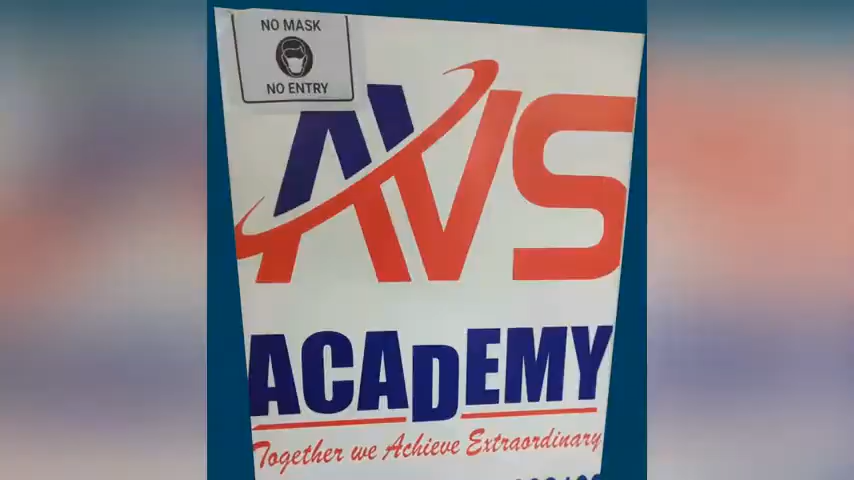 NO MASK
NO ENTRY
AVS
ACADEMY
Together we Achieve Extraordinary